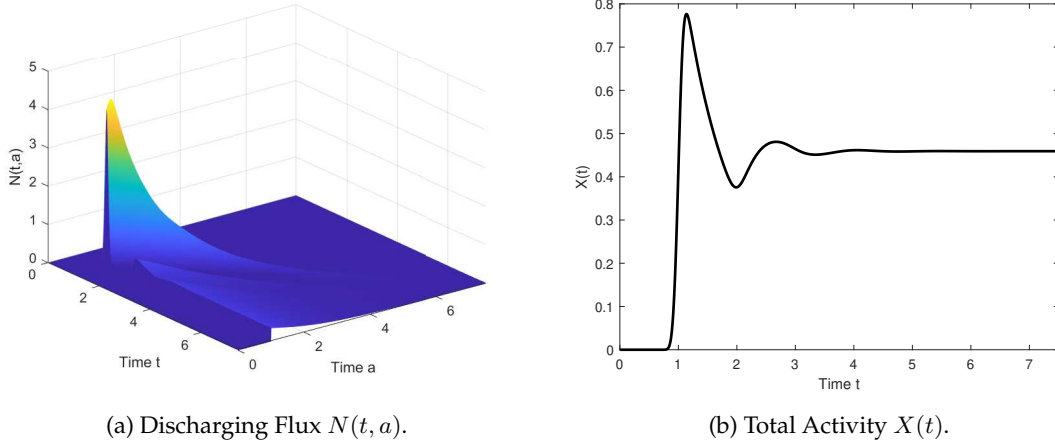 5
4
3
2
1
0
N(t,a)
0
2
4
6
Time t
0
2
4
6
Time a
(a) Discharging Flux N(t, a).
0.8
0.7
0.6
0.5
0.4
0.3
0.2
0.1
0
X(t)
0 1 2 3 4 5 6 7
Time t
(b) Total Activity X(t).